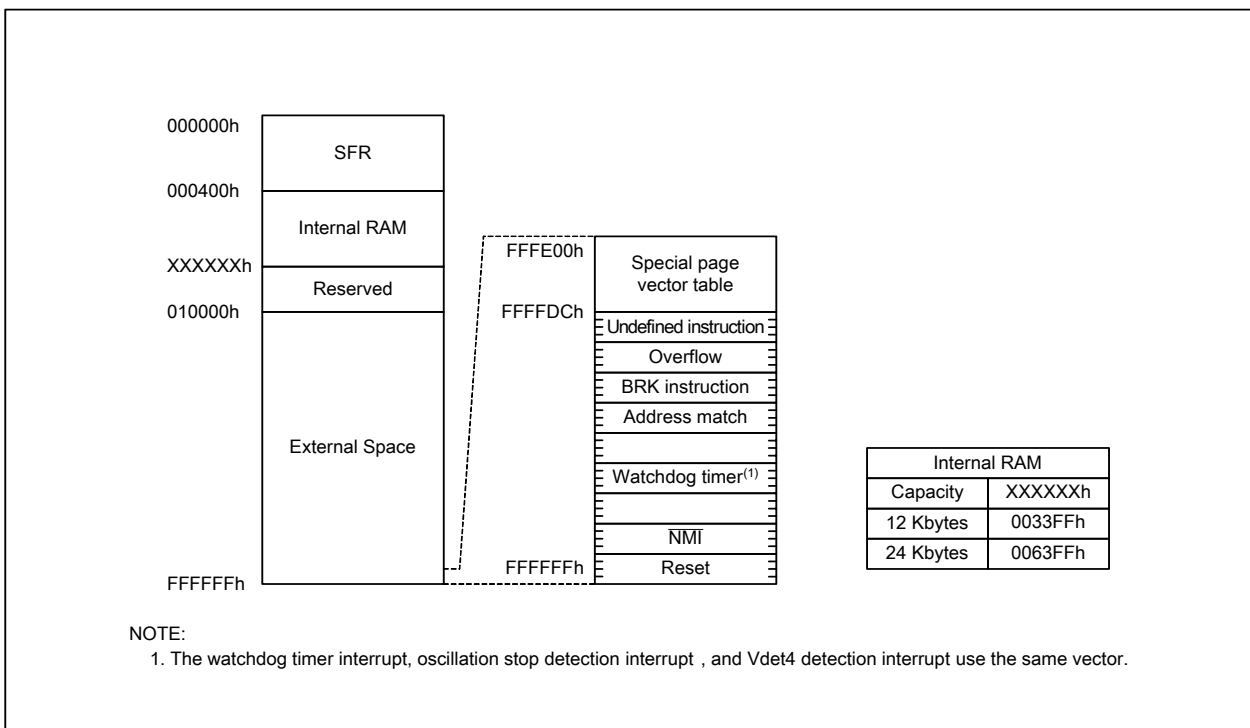 000000h
SFR
000400h
Internal RAM
XXXXXXh
Reserved
010000h
External Space
FFFFFFh
FFFE00h
Special page
vector table
FFFFDCh
Undefined instruction
Overflow
BRK instruction
Address match
Watchdog timer(1)
NMI
FFFFFFh
Reset
Internal RAM
Capacity XXXXXXh
12 Kbytes 0033FFh
24 Kbytes 0063FFh
NOTE:
1. The watchdog timer interrupt, oscillation stop detection interrupt , and Vdet4 detection interrupt use the same vector.